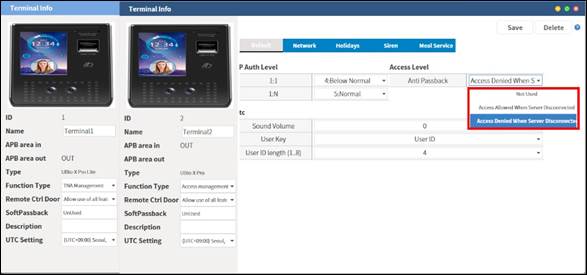 Terminal Info
Terminal Info
Save
Delete
Default
Network
Holidays
Siren
Meal Service
P Auth Level
Access Level
1:1
4:Below Normal
Anti Passback
Access Denied When S
1:N
5:Normal
Not Used
Access Allowed When Server Disconnected
Access Denied When Server Disconnecte
tc
Sound Volume
0
User Key
User ID
User ID length (1..8)
4
ID
1
Name
Terminal1
APB area in
APB area out
OUT
Type
UBio-X Pro Lite
Function Type
TNA Management
Remote Ctrl Door
Allow use of all featu
SoftPassback
UnUsed
Description
UTC Setting
(UTC+09:00) Seoul,
ID
2
Name
Terminal2
APB area in
OUT
APB area out
Type
UBio-X Pro
Function Type
Access management
Remote Ctrl Door
Allow use of all featu
SoftPassback
UnUsed
Description
UTC Setting
(UTC+09:00) Seoul,